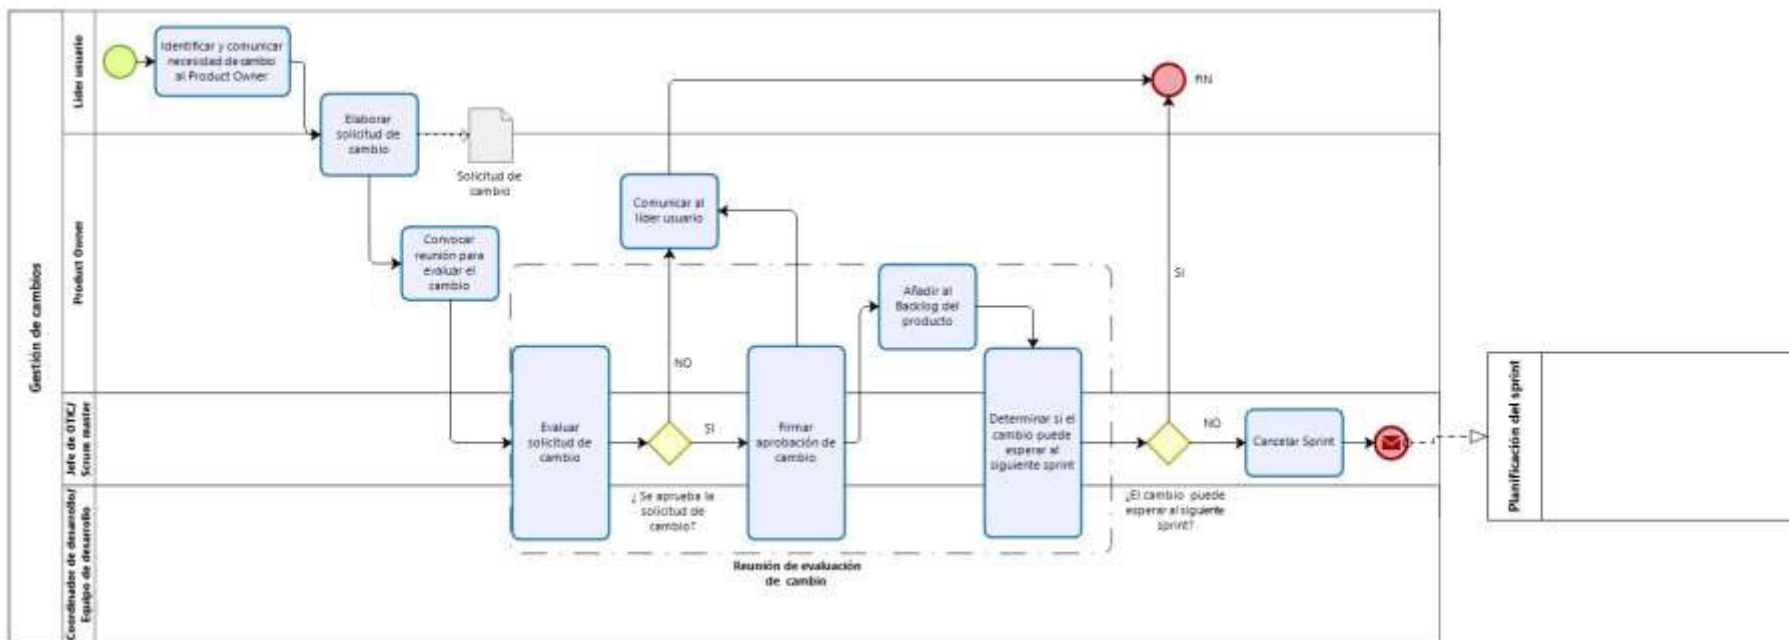 Gestión de cambios
Líder usuario
Identificar y comunicar
necesidad de cambio
al Product Owner
FIN
Elaborar
solicitud de
cambio
Solicitud de
cambio
Product Owner
Comunicar al
líder usuario
Convocar
reunión para
evaluar el
cambio
Añadir al
Backlog del
producto
SI
NO
Jefe de OTIC/
Scrum master
Evaluar
solicitud de
cambio
SI
Firmar
aprobación de
cambio
Determinar si el
cambio puede
esperar al
siguiente sprint
NO
Cancelar Sprint
Planificación del sprint
Coordinador de desarrollo/
Equipo de desarrollo
¿ Se aprueba la
solicitud de
cambio?
¿El cambio puede
esperar al siguiente
sprint?
Reunión de evaluación
de cambio